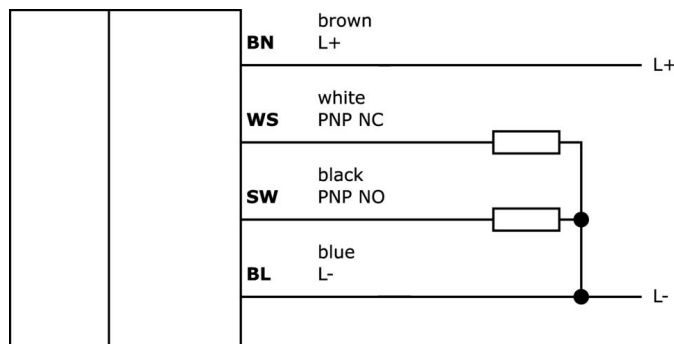 brown
BN L+
L+
white
WS PNP NC
black
SW PNP NO
blue
BL L-
L-